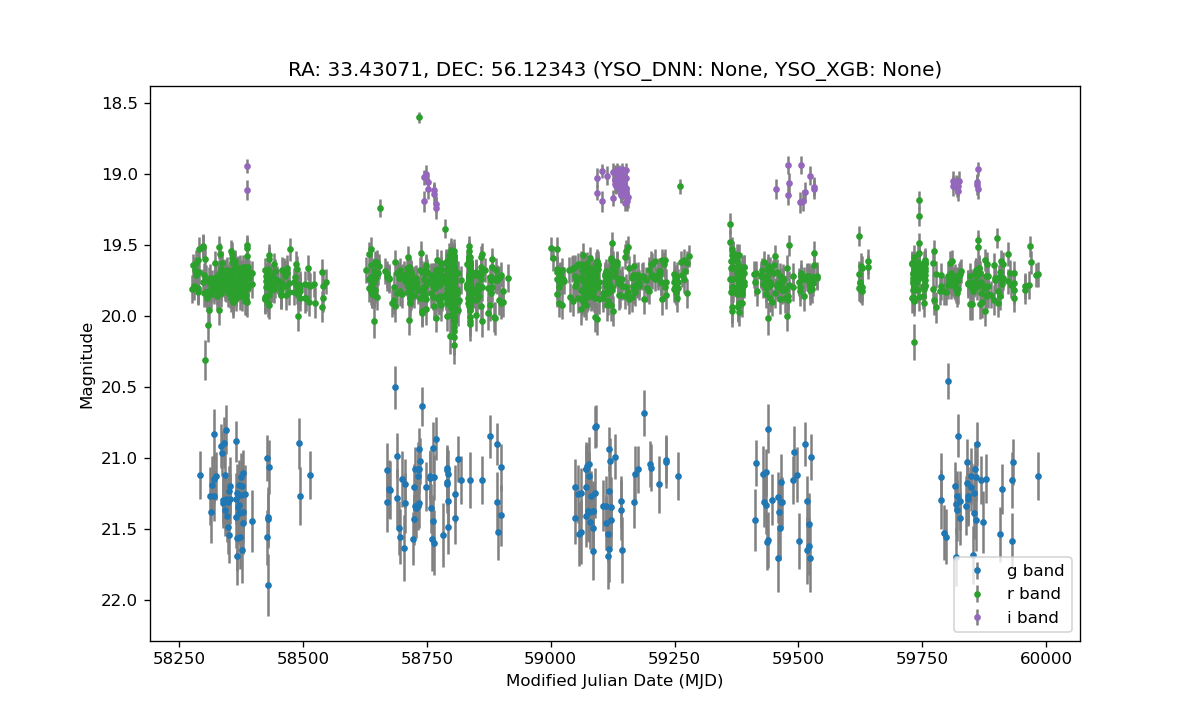 RA: 33.43071, DEC: 56.12343 (YSO_DNN: None, YSO_XGB: None)
18.5
19.0
19.5
20.0
20.5
21.0
21.5
22.0
Magnitude
g band
r band
i band
58250 58500 58750 59000 59250 59500 59750 60000
Modified Julian Date (MJD)